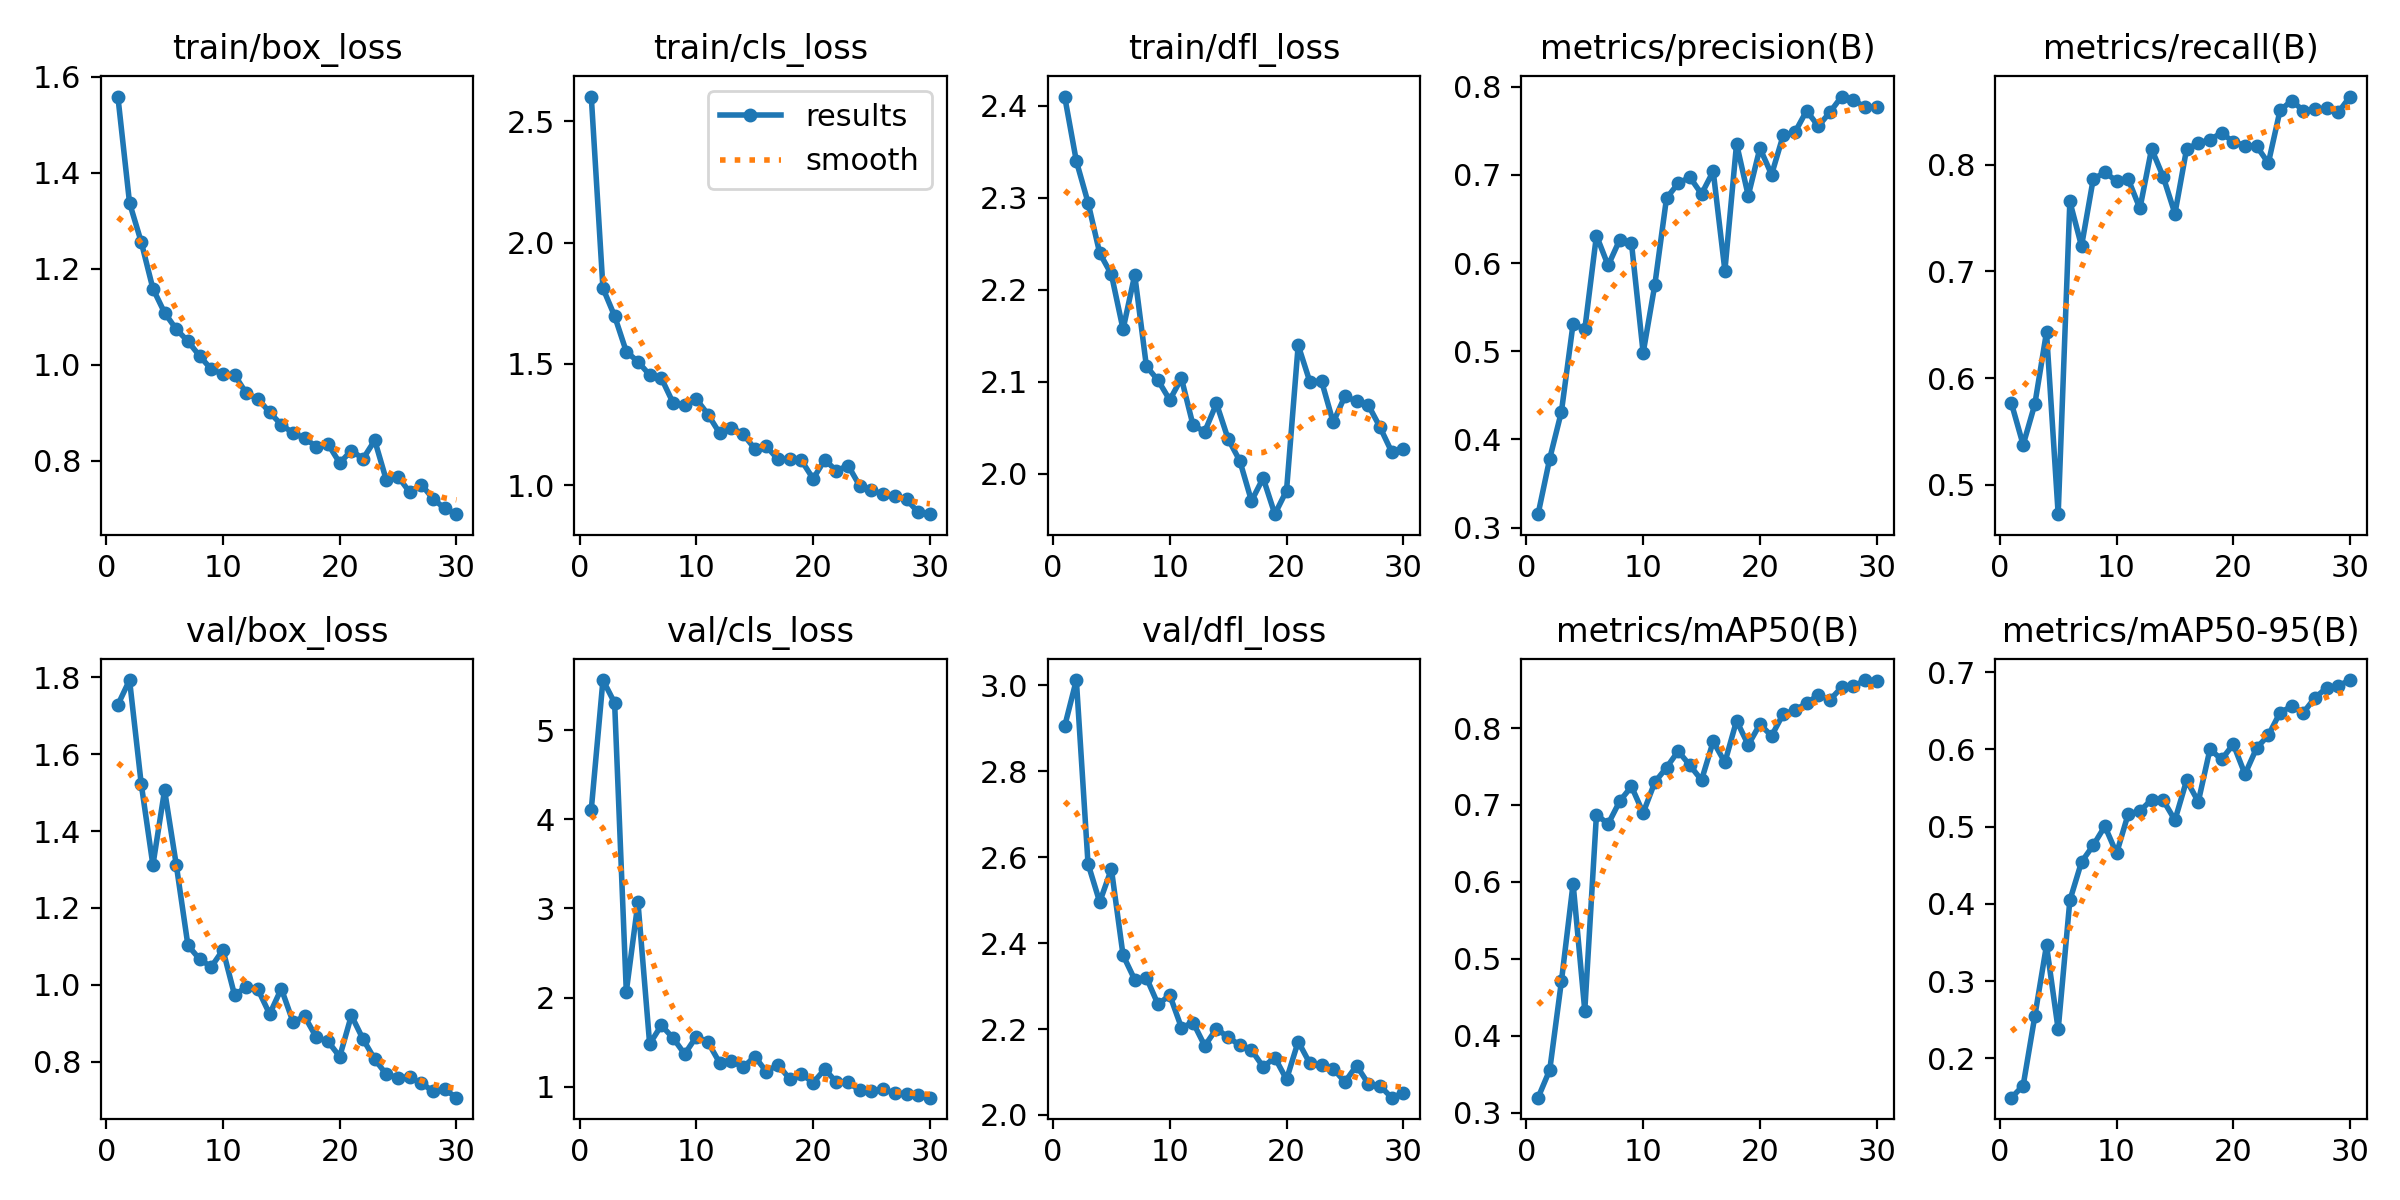 train/box_loss
1.6
1.4
1.2
1.0
0.8
0 10 20 30
train/cls_loss
results
smooth
2.5
2.0
1.5
1.0
0 10 20 30
train/dfl_loss
2.4
2.3
2.2
2.1
2.0
0 10 20 30
metrics/precision(B)
0.8
0.7
0.6
0.5
0.4
0.3
0 10 20 30
metrics/recall(B)
0.8
0.7
0.6
0.5
0 10 20 30
val/box_loss
1.8
1.6
1.4
1.2
1.0
0.8
0 10 20 30
val/cls_loss
5
4
3
2
1
0 10 20 30
val/dfl_loss
3.0
2.8
2.6
2.4
2.2
2.0
0 10 20 30
metrics/mAP50(B)
0.8
0.7
0.6
0.5
0.4
0.3
0 10 20 30
metrics/mAP50-95(B)
0.7
0.6
0.5
0.4
0.3
0.2
0 10 20 30